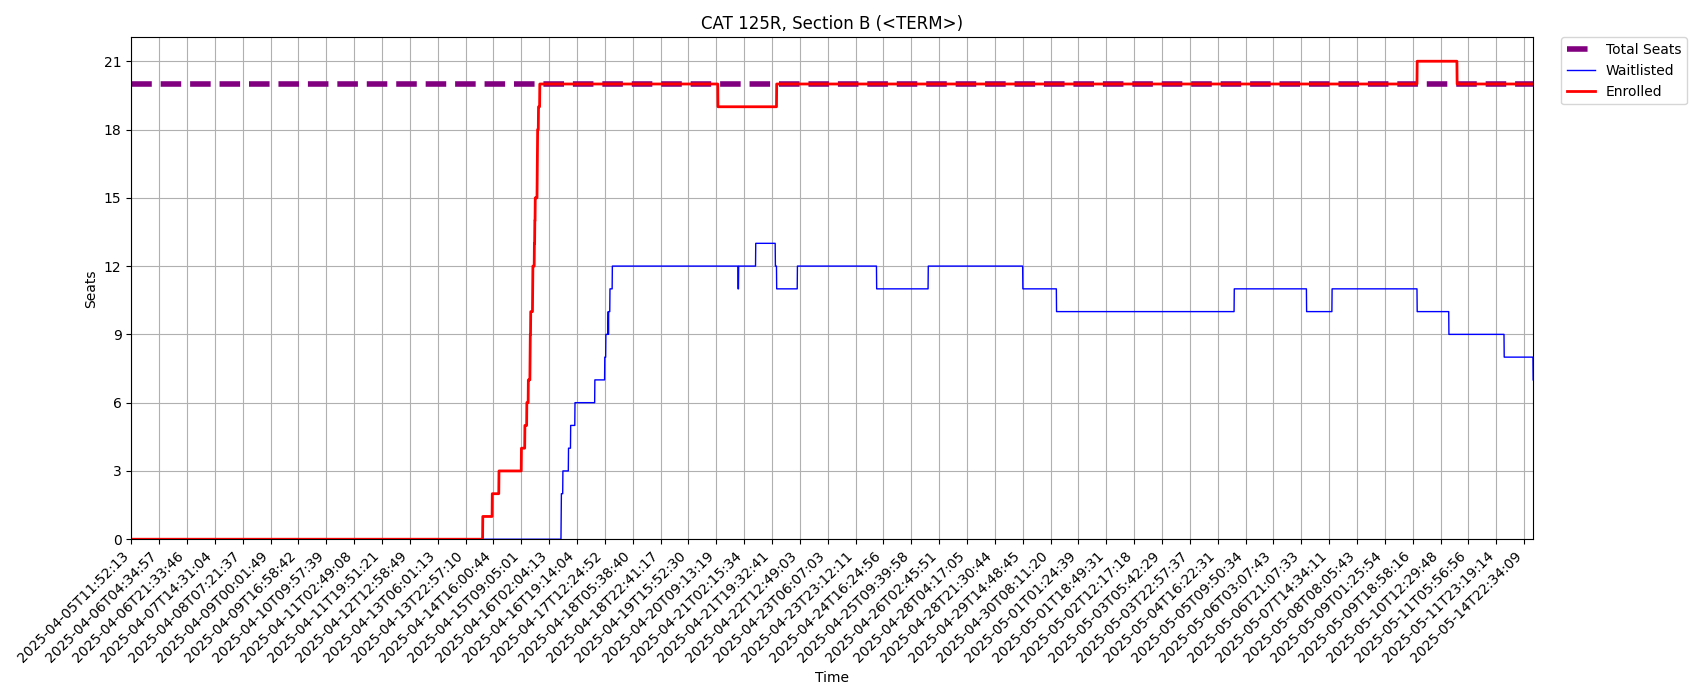 CAT 125R, Section B (<TERM>)
Total Seats
Waitlisted
Enrolled
Seats
21
18
15
12
9
6
3
0
2025-04-05T11:52:13
2025-04-06T04:34:57
2025-04-06T21:33:46
2025-04-07T14:31:04
2025-04-08T07:21:37
2025-04-09T00:01:49
2025-04-09T16:58:42
2025-04-10T09:57:39
2025-04-11T02:49:08
2025-04-11T19:51:21
2025-04-12T12:58:49
2025-04-13T06:01:13
2025-04-13T22:57:10
2025-04-14T16:00:44
2025-04-15T09:05:01
2025-04-16T02:04:13
2025-04-16T19:14:04
2025-04-17T12:24:52
2025-04-18T05:38:40
2025-04-18T22:41:17
2025-04-19T15:52:30
2025-04-20T09:13:19
2025-04-21T02:15:34
2025-04-21T19:32:41
2025-04-22T12:49:03
2025-04-23T06:07:03
2025-04-23T23:12:11
2025-04-24T16:24:56
2025-04-25T09:39:58
2025-04-26T02:45:51
2025-04-28T04:17:05
2025-04-28T21:30:44
2025-04-29T14:48:45
2025-04-30T08:11:20
2025-05-01T01:24:39
2025-05-01T18:49:31
2025-05-02T12:17:18
2025-05-03T05:42:29
2025-05-03T22:57:37
2025-05-04T16:22:31
2025-05-05T09:50:34
2025-05-06T03:07:43
2025-05-06T21:07:33
2025-05-07T14:34:11
2025-05-08T08:05:43
2025-05-09T01:25:54
2025-05-09T18:58:16
2025-05-10T12:29:48
2025-05-11T05:56:56
2025-05-11T23:19:14
2025-05-14T22:34:09
Time